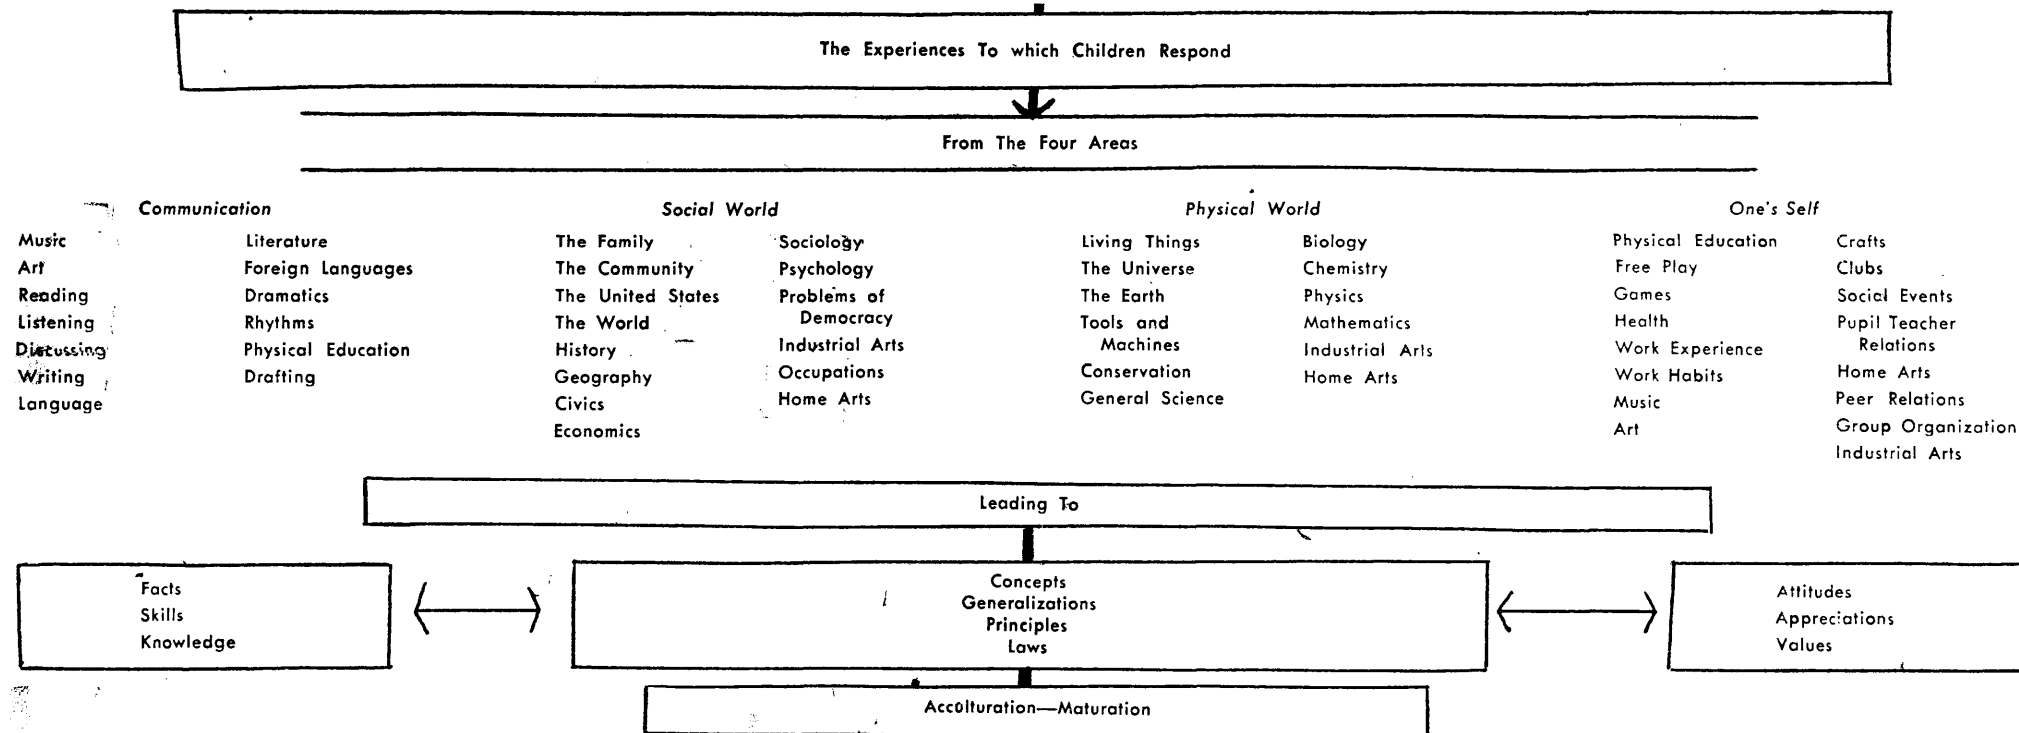 The Experiences To which Children Respond
From The Four Areas
Communication
Music
Art
Reading
Listening
Discussing
Writing
Language
Literature
Foreign Languages
Dramatics
Rhythms
Physical Education
Drafting
Social World
The Family
The Community
The United States
The World
History
Geography
Civics
Economics
Sociology
Psychology
Problems of
Democracy
Industrial Arts
Occupations
Home Arts
Physical World
Living Things
The Universe
The Earth
Tools and
Machines
Conservation
General Science
Biology
Chemistry
Physics
Mathematics
Industrial Arts
Home Arts
One's Self
Physical Education
Free Play
Games
Health
Work Experience
Work Habits
Music
Art
Crafts
Clubs
Social Events
Pupil Teacher
Relations
Home Arts
Peer Relations
Group Organization
Industrial Arts
Leading To
Facts
Skills
Knowledge
Concepts
Generalizations
Principles
Laws
Attitudes
Appreciations
Values
Acculturation—Maturation